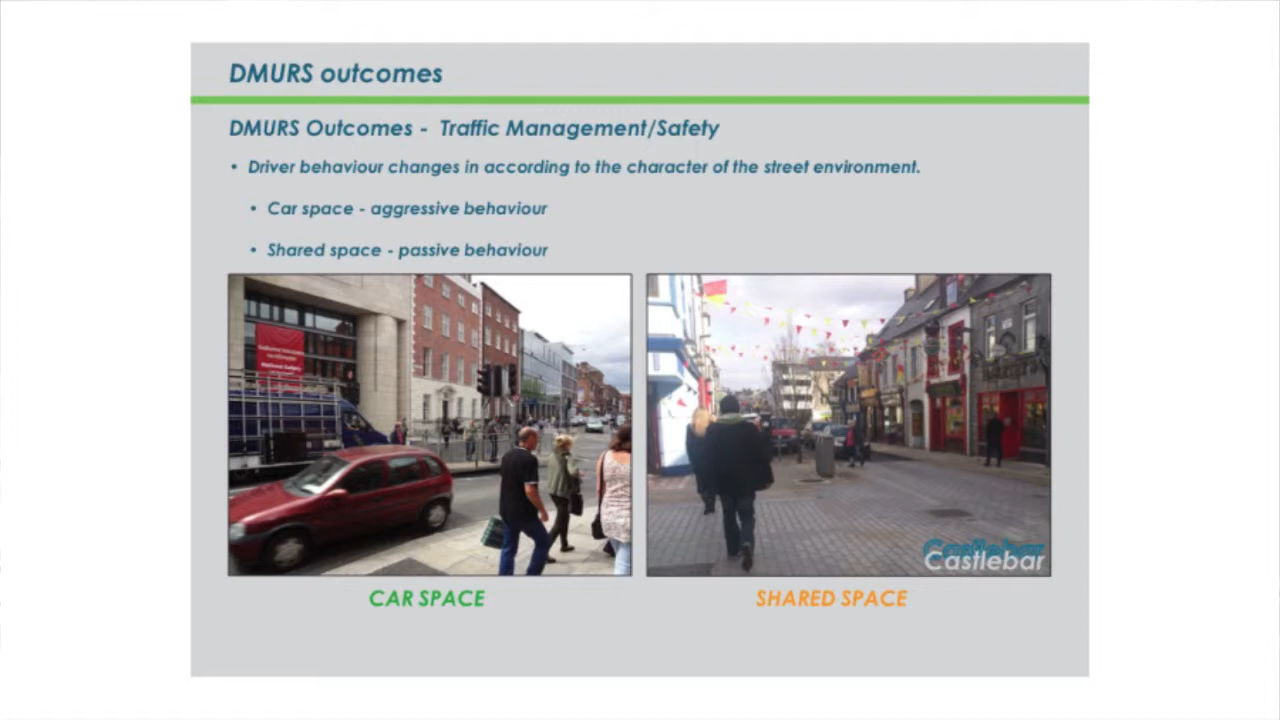 DMURS outcomes
DMURS Outcomes - Traffic Management/Safety
• Driver behaviour changes in according to the character of the street environment.
• Car space - aggressive behaviour
• Shared space - passive behaviour
Castlebar
Castlebar
CAR SPACE
SHARED SPACE